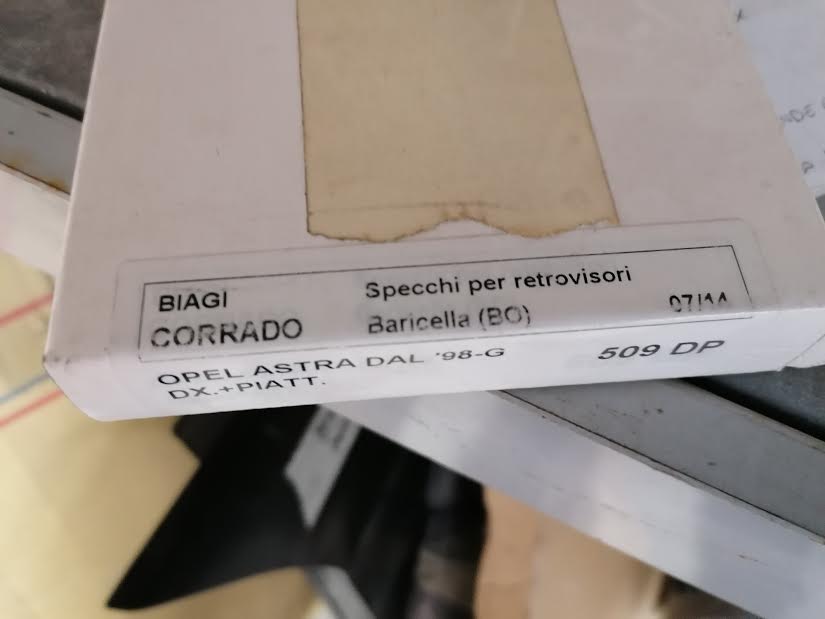 BIAGI
CORRADO
Specchi per retrovisori
Baricella (BO)
07/14
OPEL ASTRA DAL '98-G
DX.+PIATT.
509 DP